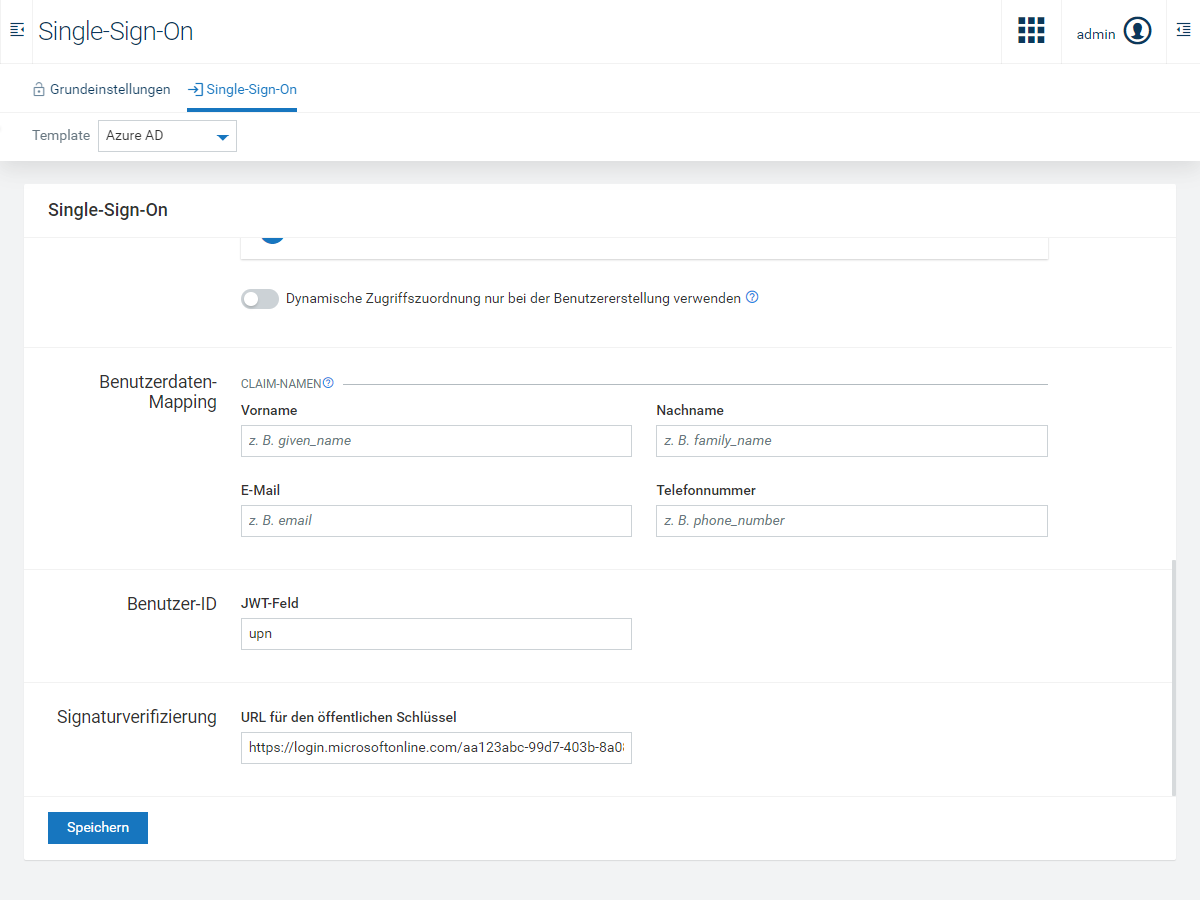 Single-Sign-On
admin
Grundeinstellungen
Single-Sign-On
Template
Azure AD
Single-Sign-On
Dynamische Zugriffszuordnung nur bei der Benutzererstellung verwenden
Benutzerdaten-
Mapping
CLAIM-NAMEN
Vorname
Nachname
z. B. given_name
z. B. family_name
E-Mail
Telefonnummer
z. B. email
z. B. phone_number
Benutzer-ID
JWT-Feld
upn
Signaturverifizierung
URL für den öffentlichen Schlüssel
https://login.microsoftonline.com/aa123abc-99d7-403b-8a08
Speichern